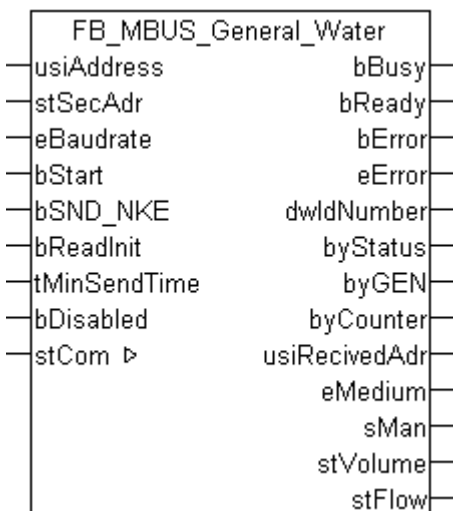 FB_MBUS_General_Water
usiAddress bBusy
stSecAdr bReady
eBaudrate bError
bStart eError
bSND_NKE dwIdNumber
bReadInit byStatus
tMinSendTime byGEN
bDisabled byCounter
stCom ▷ usiRecivedAdr
eMedium
sMan
stVolume
stFlow